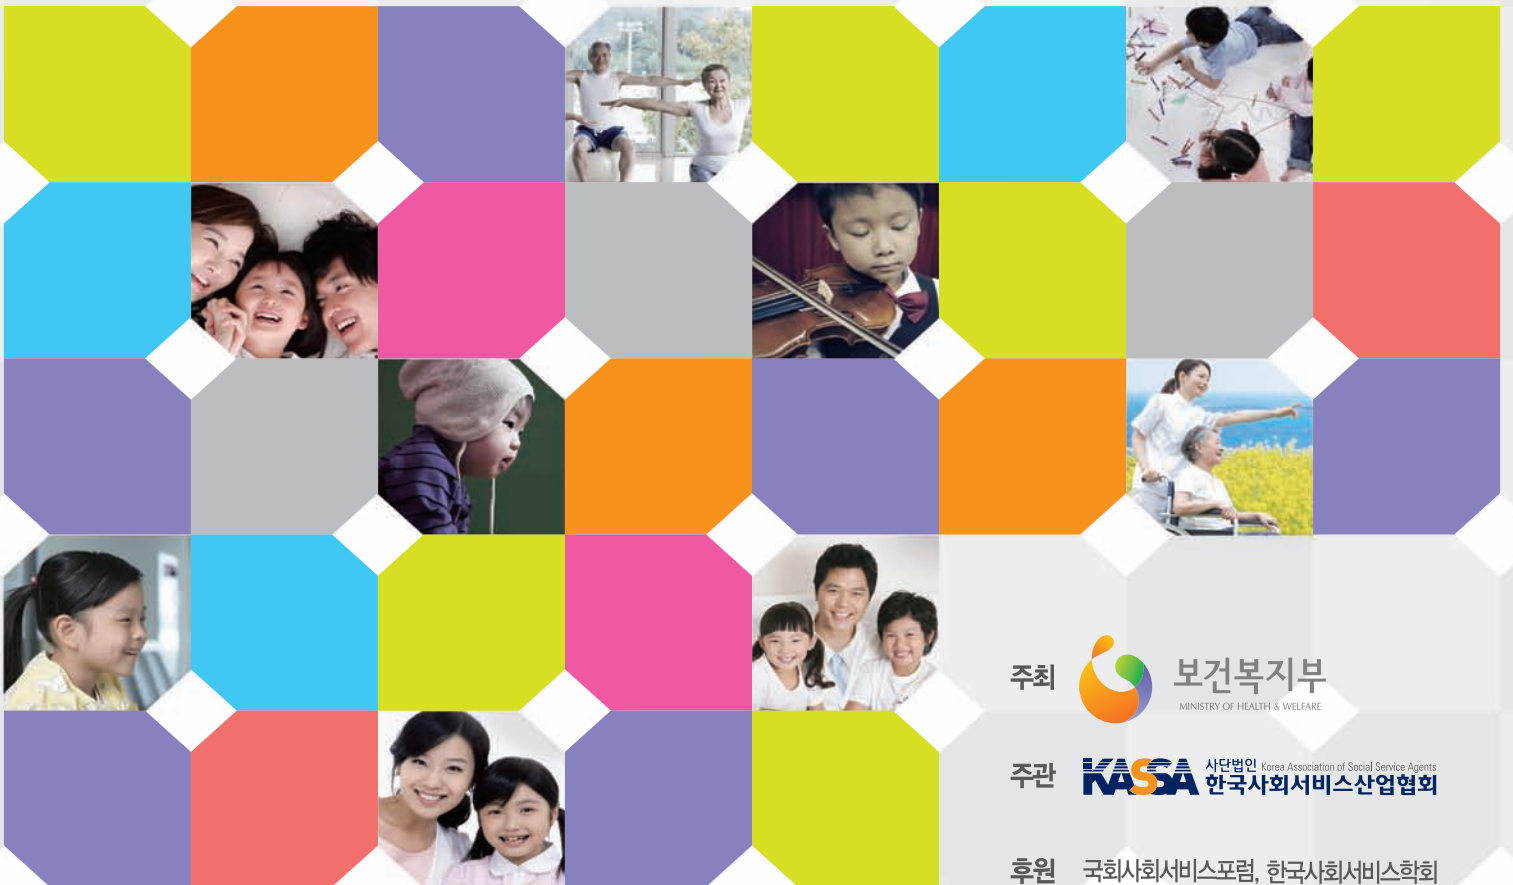 주최 보건복지부
MINISTRY OF HEALTH & WELFARE
주관 KASSA 사단법인 Korea Association of Social Service Agents
한국사회서비스산업협회
후원 국회사회서비스포럼, 한국사회서비스학회